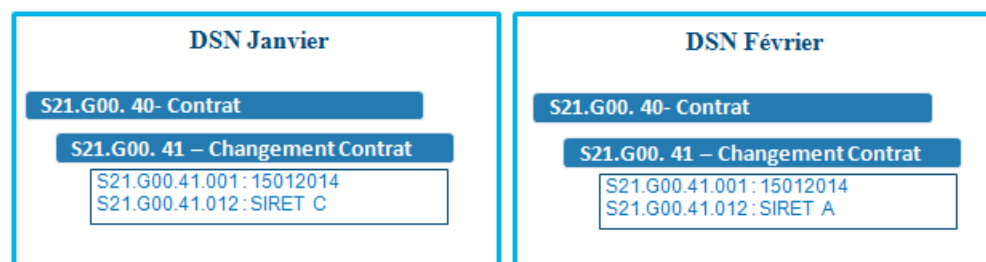 DSN Janvier
S21.G00. 40- Contrat
S21.G00. 41 – Changement Contrat
S21.G00.41.001 : 15012014
S21.G00.41.012 : SIRET C
DSN Février
S21.G00. 40- Contrat
S21.G00. 41 – Changement Contrat
S21.G00.41.001 : 15012014
S21.G00.41.012 : SIRET A